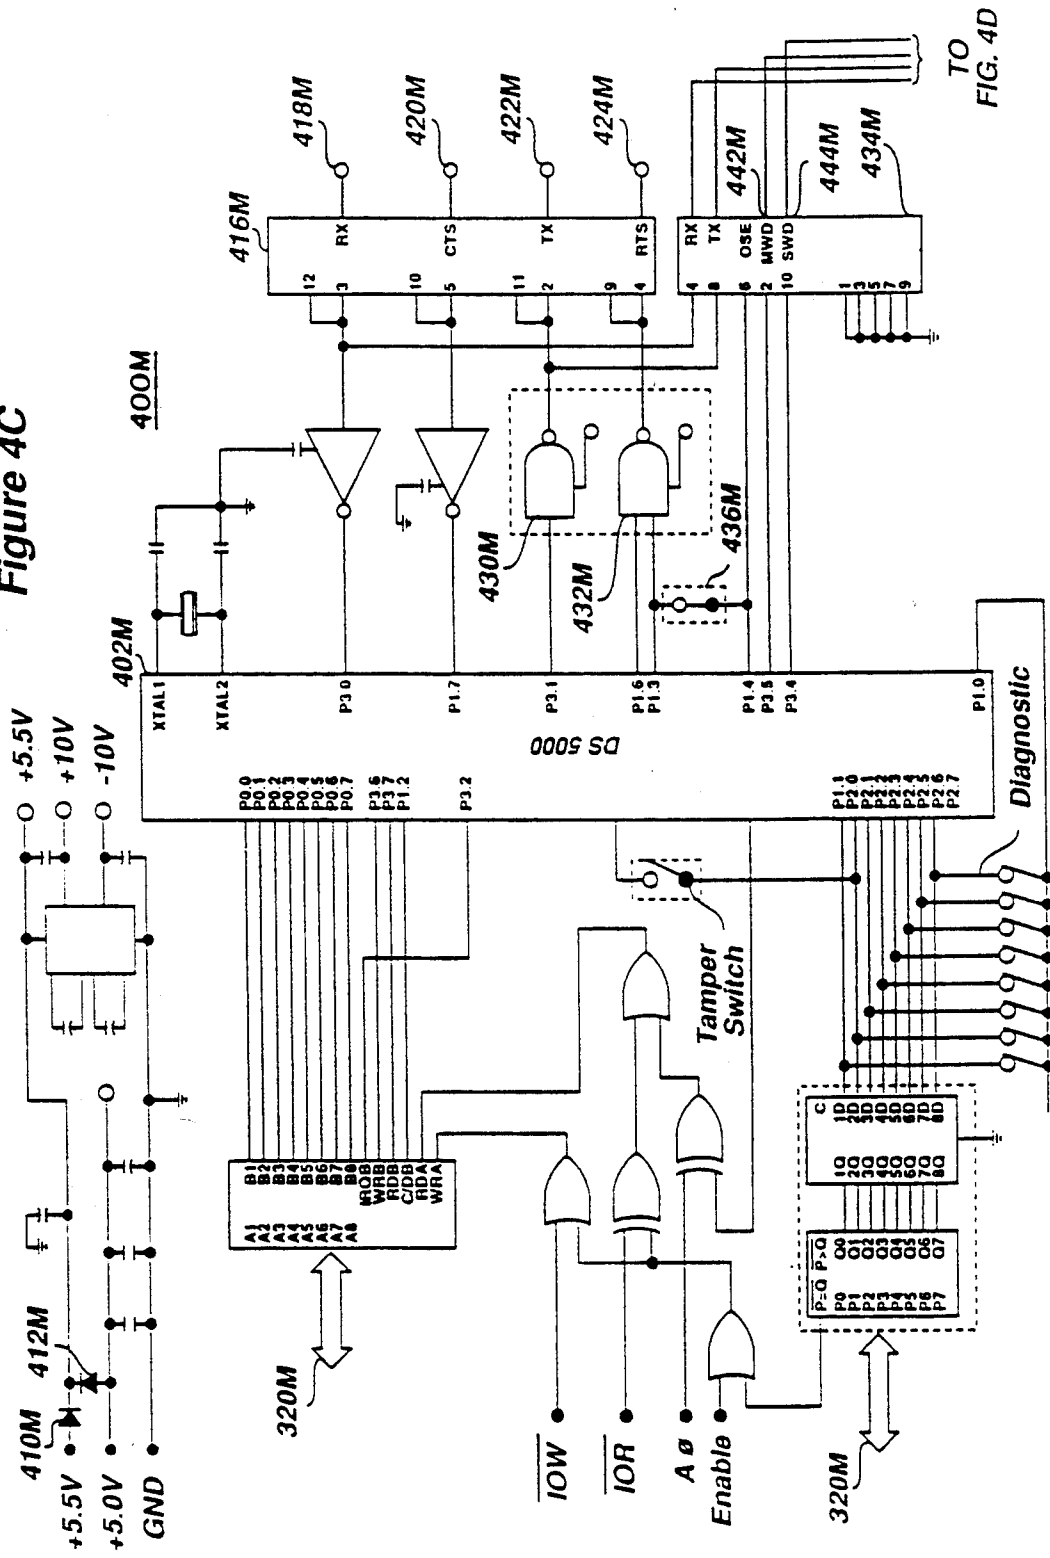 Figure 4C
400M
+5.5V
+10V
-10V
410M
412M
+5.5V
+5.0V
GND
402M
XTAL1
XTAL2
P3.0
P1.7
P3.1
P1.6
P1.3
P1.4
P3.5
P3.4
P1.0
DS 5000
P0.0
P0.1
P0.2
P0.3
P0.4
P0.5
P0.6
P0.7
P3.6
P3.7
P1.2
P3.2
P1.1
P2.0
P2.1
P2.2
P2.3
P2.4
P2.5
P2.6
P2.7
416M
12
3
10
5
11
2
9
4
RX
CTS
TX
RTS
418M
420M
422M
424M
430M
432M
436M
4
8
6
2
10
1
3
5
7
9
RX
TX
OSE
MWD
SWD
442M
444M
434M
TO
FIG. 4D
A1
A2
A3
A4
A5
A6
A7
A8
B1
B2
B3
B4
B5
B6
B7
B8
IRQB
WRB
RDB
C/DB
RDA
WRA
320M
Tamper
Switch
Diagnostic
IOW
IOR
A ø
Enable
P=Q
P>Q
P0
P1
P2
P3
P4
P5
P6
P7
Q0
Q1
Q2
Q3
Q4
Q5
Q6
Q7
C
1Q
2Q
3Q
4Q
5Q
6Q
7Q
8Q
1D
2D
3D
4D
5D
6D
7D
8D
320M